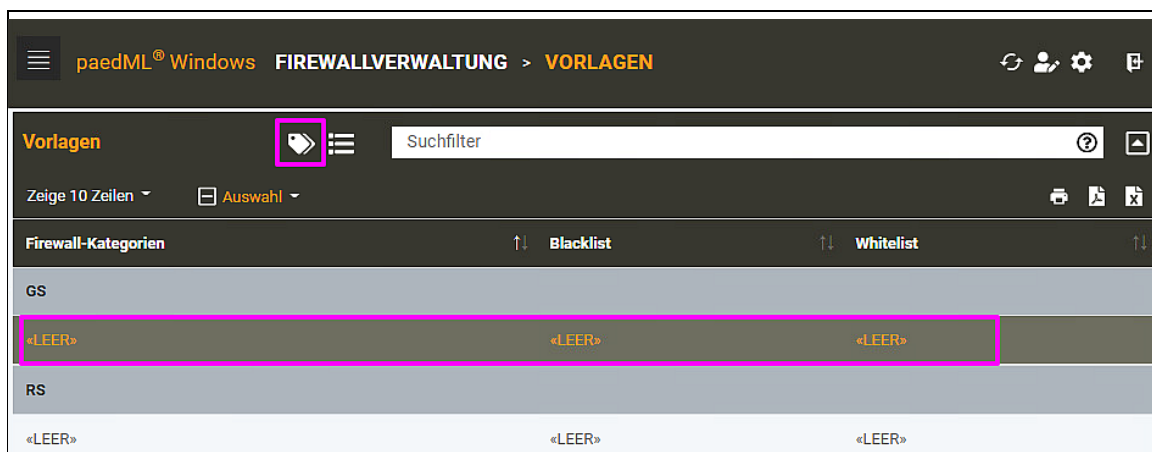 paedML® Windows FIREWALLVERWALTUNG > VORLAGEN
Vorlagen Suchfilter
Zeige 10 Zeilen Auswahl
Firewall-Kategorien Blacklist Whitelist
GS
«LEER» «LEER» «LEER»
RS
«LEER» «LEER» «LEER»